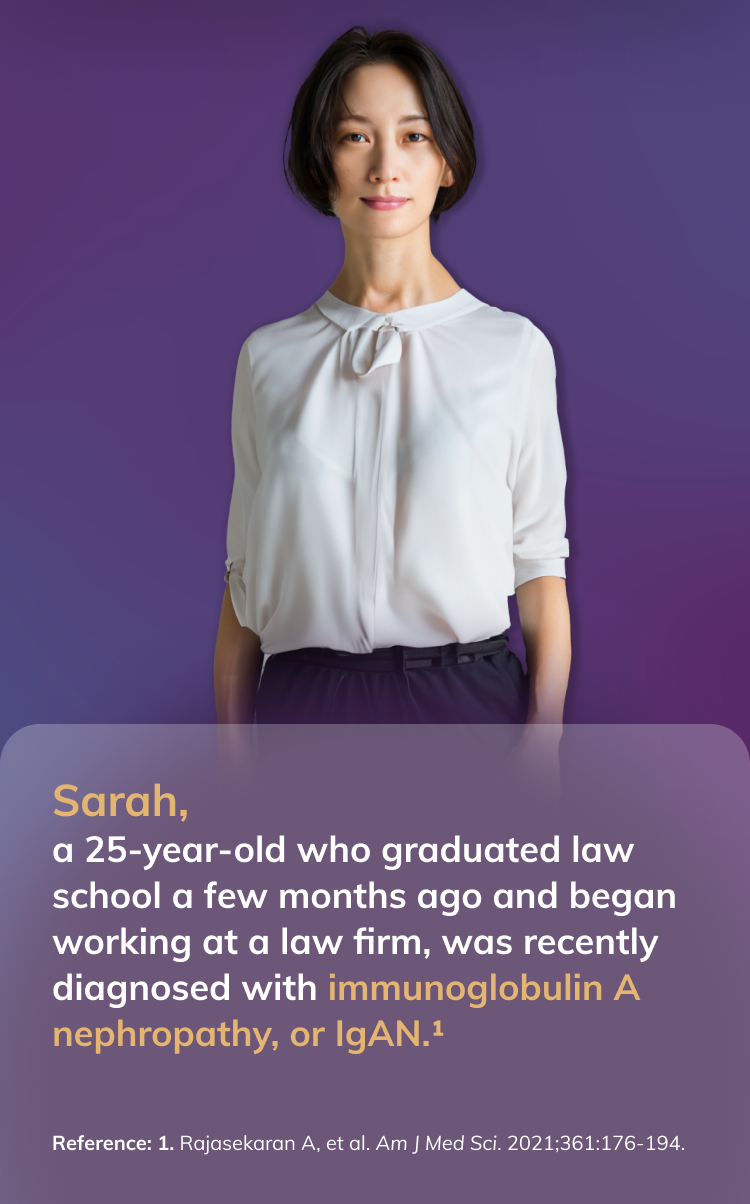 Sarah,
a 25-year-old who graduated law
school a few months ago and began
working at a law firm, was recently
diagnosed with immunoglobulin A
nephropathy, or IgAN.¹
Reference: 1. Rajasekaran A, et al. Am J Med Sci. 2021;361:176-194.